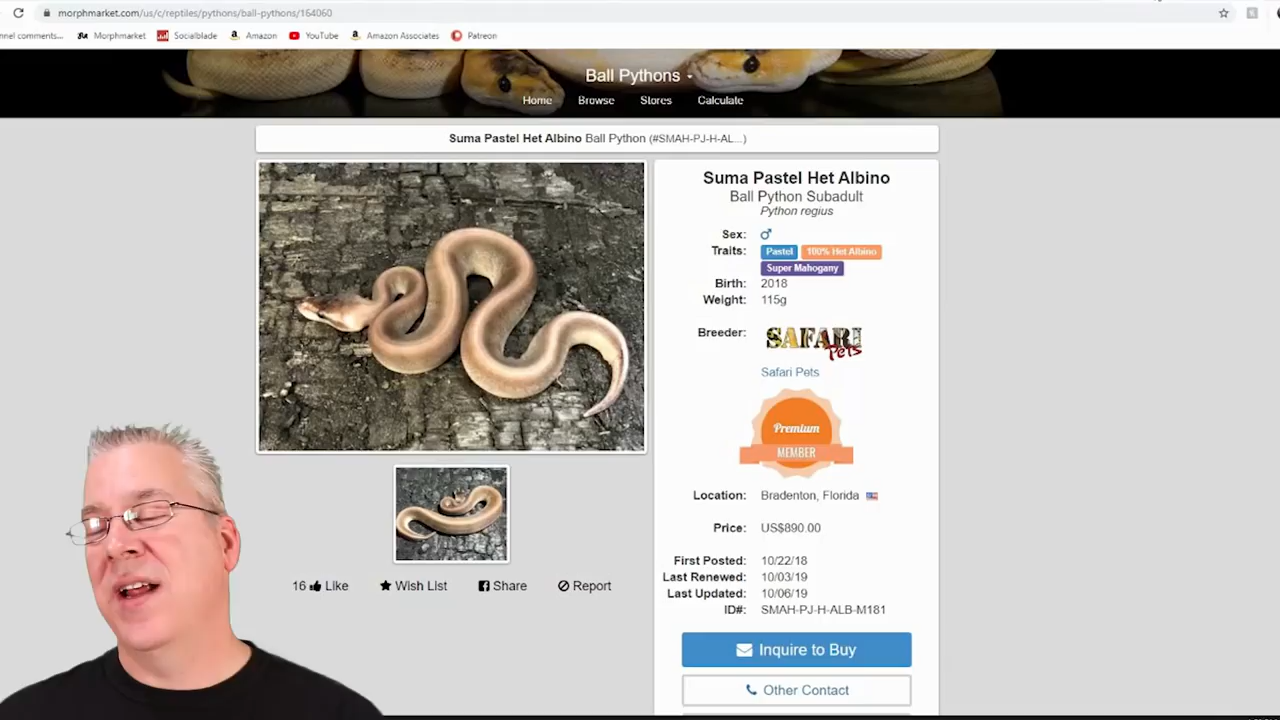 morphmarket.com/us/c/reptiles/pythons/ball-pythons/164060
nnel comments... Morphmarket Socialblade Amazon YouTube Amazon Associates Patreon
Ball Pythons
Home Browse Stores Calculate
Suma Pastel Het Albino Ball Python (#SMAH-PJ-H-AL...)
Suma Pastel Het Albino
Ball Python Subadult
Python regius
Sex: ♂
Traits: Pastel 100% Het Albino
Super Mahogany
Birth: 2018
Weight: 115g
Breeder: SAFARI
Pets
Safari Pets
Premium
MEMBER
Location: Bradenton, Florida
Price: US$890.00
First Posted: 10/22/18
Last Renewed: 10/03/19
Last Updated: 10/06/19
ID#: SMAH-PJ-H-ALB-M181
16 Like Wish List Share Report
Inquire to Buy
Other Contact